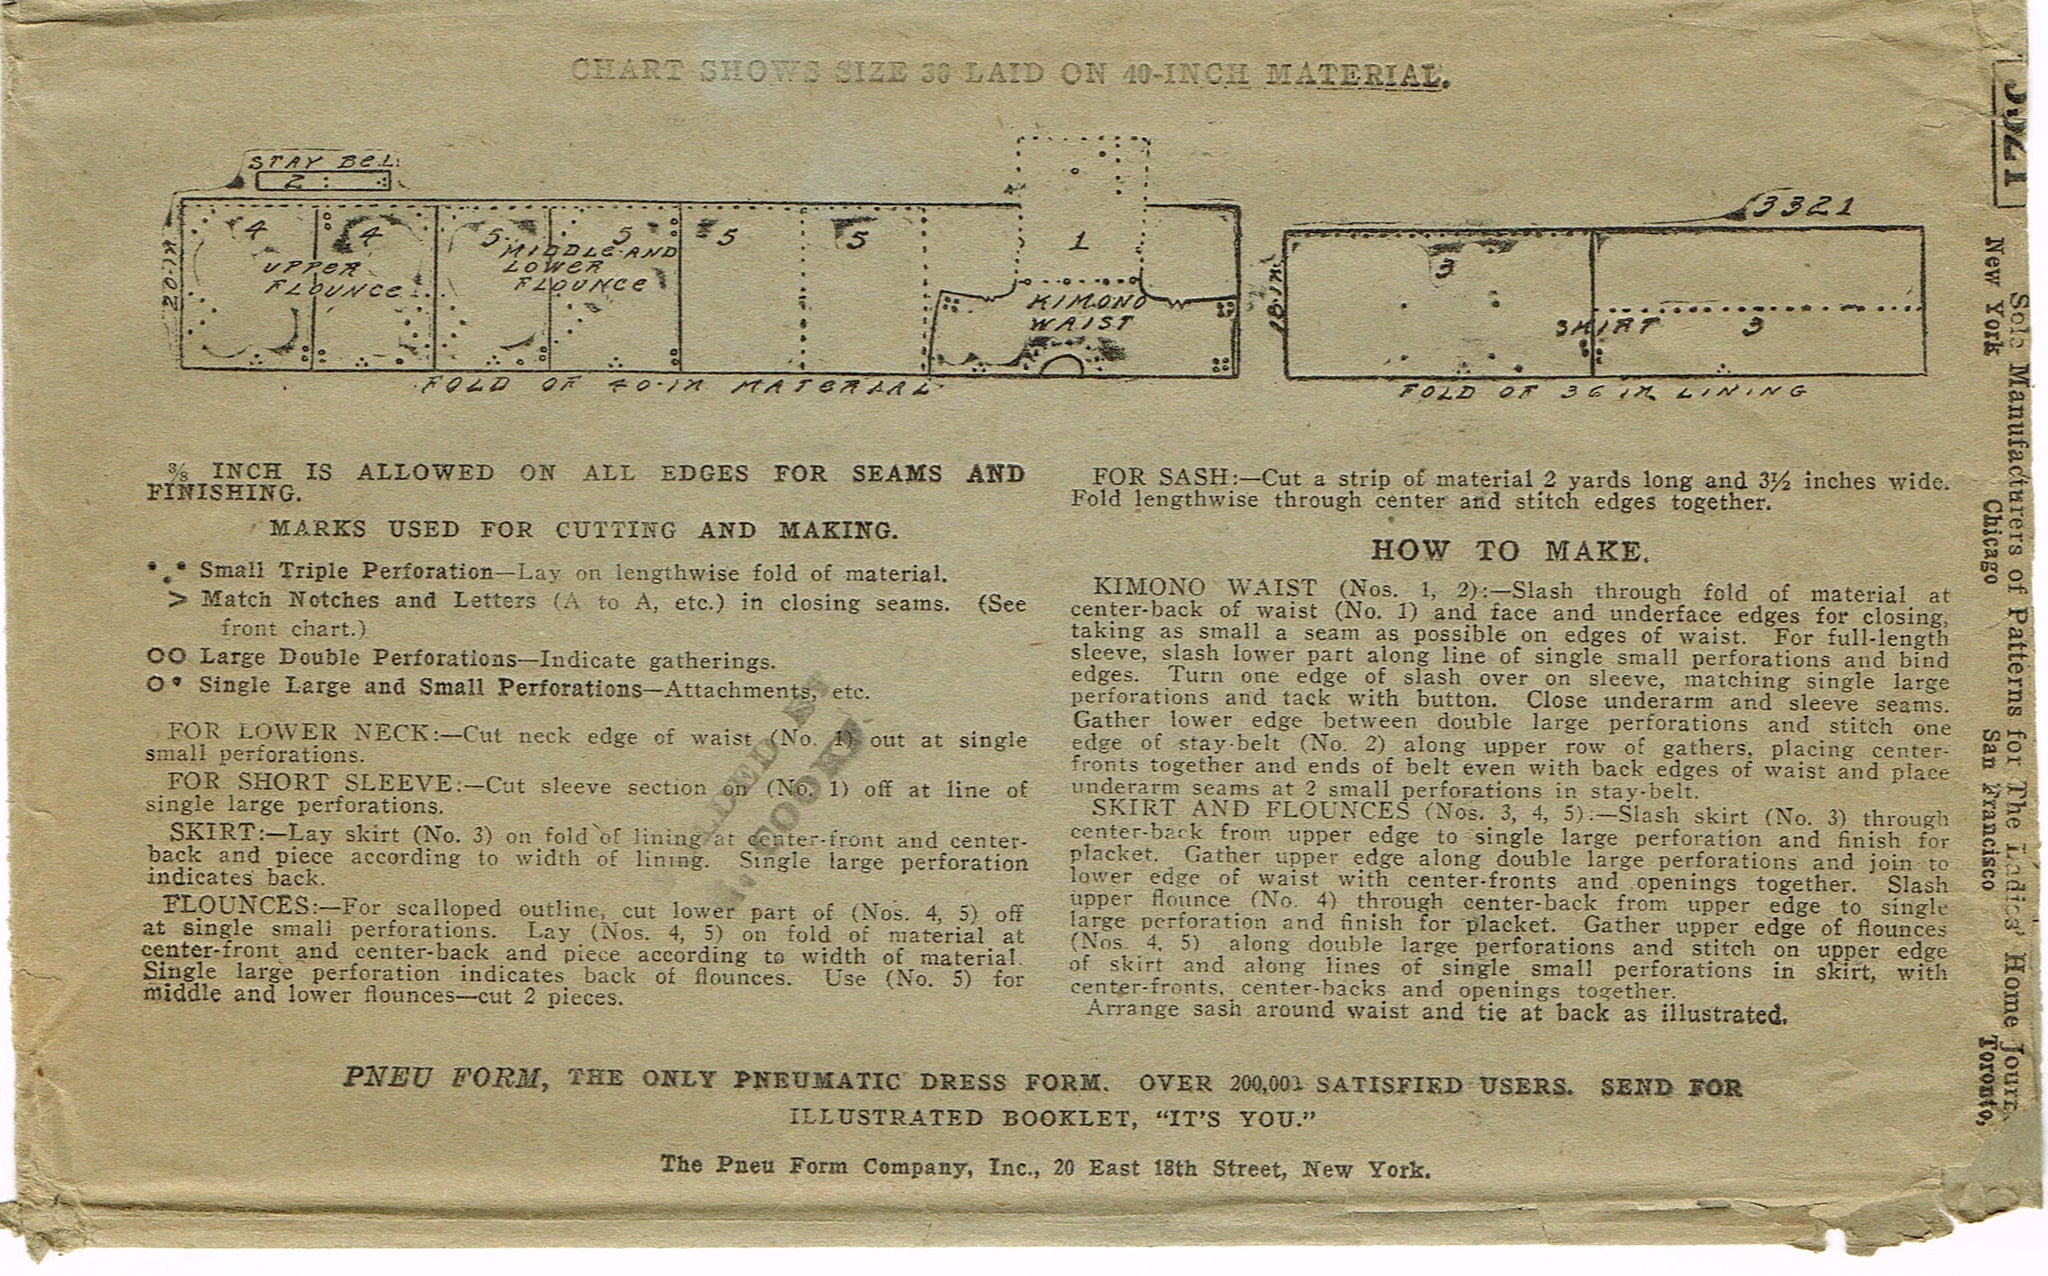 CHART SHOWS SIZE 36 LAID ON 40-INCH MATERIAL.
STAY BEL
2
20-IN
4
4
UPPER
FLOUNCE
5
5
MIDDLE-AND
LOWER
FLOUNCE
5
5
1
KIMONO
WAIST
FOLD OF 40-IN MATERIAL
3321
18-IN
3
SKIRT
3
FOLD OF 36 IN LINING
⅜ INCH IS ALLOWED ON ALL EDGES FOR SEAMS AND
FINISHING.
MARKS USED FOR CUTTING AND MAKING.
Small Triple Perforation—Lay on lengthwise fold of material.
> Match Notches and Letters (A to A, etc.) in closing seams. (See
front chart.)
OO Large Double Perforations—Indicate gatherings.
O• Single Large and Small Perforations—Attachments, etc.
FOR LOWER NECK:—Cut neck edge of waist (No. 1) out at single
small perforations.
FOR SHORT SLEEVE:—Cut sleeve section on (No. 1) off at line of
single large perforations.
SKIRT:—Lay skirt (No. 3) on fold of lining at center-front and center-
back and piece according to width of lining. Single large perforation
indicates back.
FLOUNCES:—For scalloped outline, cut lower part of (Nos. 4, 5) off
at single small perforations. Lay (Nos. 4, 5) on fold of material at
center-front and center-back and piece according to width of material.
Single large perforation indicates back of flounces. Use (No. 5) for
middle and lower flounces—cut 2 pieces.
FOR SASH:—Cut a strip of material 2 yards long and 3½ inches wide.
Fold lengthwise through center and stitch edges together.
HOW TO MAKE.
KIMONO WAIST (Nos. 1, 2):—Slash through fold of material at
center-back of waist (No. 1) and face and underface edges for closing,
taking as small a seam as possible on edges of waist. For full-length
sleeve, slash lower part along line of single small perforations and bind
edges. Turn one edge of slash over on sleeve, matching single large
perforations and tack with button. Close underarm and sleeve seams.
Gather lower edge between double large perforations and stitch one
edge of stay-belt (No. 2) along upper row of gathers, placing center-
fronts together and ends of belt even with back edges of waist and place
underarm seams at 2 small perforations in stay-belt.
SKIRT AND FLOUNCES (Nos. 3, 4, 5):—Slash skirt (No. 3) through
center-back from upper edge to single large perforation and finish for
placket. Gather upper edge along double large perforations and join to
lower edge of waist with center-fronts and openings together. Slash
upper flounce (No. 4) through center-back from upper edge to single
large perforation and finish for placket. Gather upper edge of flounces
(Nos. 4, 5) along double large perforations and stitch on upper edge
of skirt and along lines of single small perforations in skirt, with
center-fronts, center-backs and openings together.
Arrange sash around waist and tie at back as illustrated.
PNEU FORM, THE ONLY PNEUMATIC DRESS FORM. OVER 200,001 SATISFIED USERS. SEND FOR
ILLUSTRATED BOOKLET, "IT'S YOU."
The Pneu Form Company, Inc., 20 East 18th Street, New York.
3321
Sole Manufacturers of Patterns for The Ladies' Home Journ
New York Chicago San Francisco Toronto,